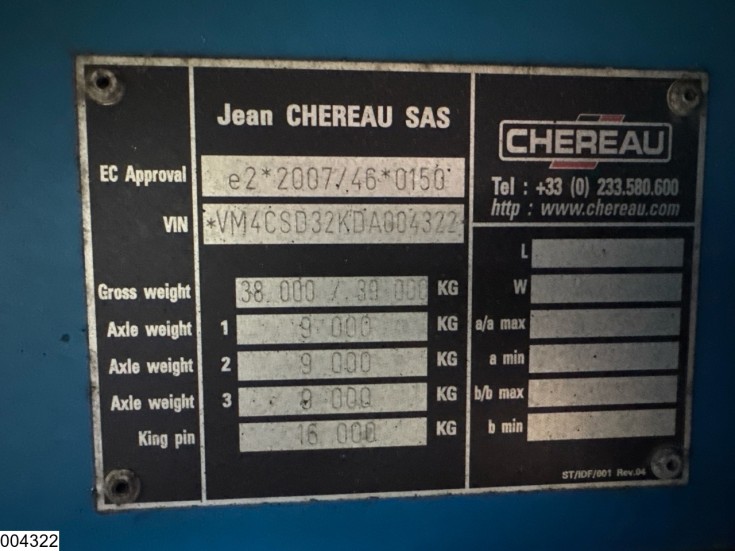 Jean CHEREAU SAS
EC Approval e2*2007/46*0150
VIN *VM4CSD32KDA004322
Gross weight 38 000 / 39 000 KG
Axle weight 1 9 000 KG
Axle weight 2 9 000 KG
Axle weight 3 9 000 KG
King pin 16 000 KG
CHEREAU
Tel : +33 (0) 233.580.600
http : www.chereau.com
L
W
a/a max
a min
b/b max
b min
ST/IDF/001 Rev.04
004322